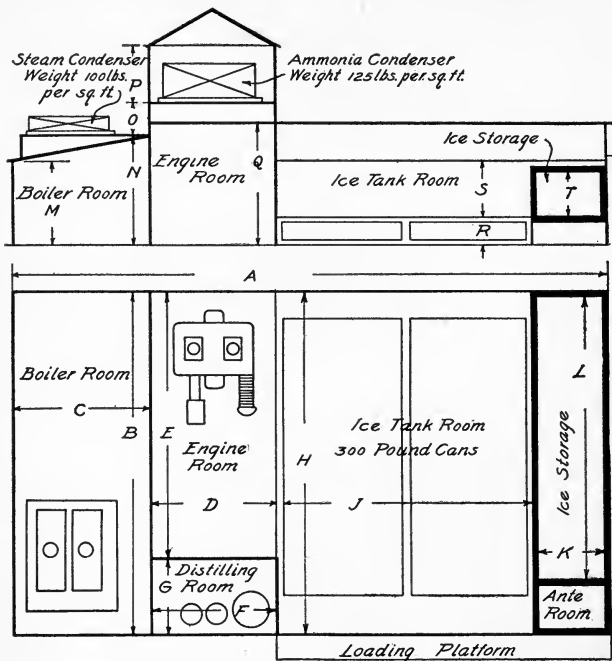 Steam Condenser
Weight 100lbs.
per sq. ft.
Ammonia Condenser
Weight 125 lbs. per sq. ft.
P
O
N
M
Boiler Room
Engine
Room
Q
Ice Storage
Ice Tank Room
S
T
R
A
Boiler Room
C
B
E
Engine
Room
D
G
Distilling
Room
F
H
Ice Tank Room
300 Pound Cans
J
L
Ice Storage
K
Ante
Room
Loading Platform